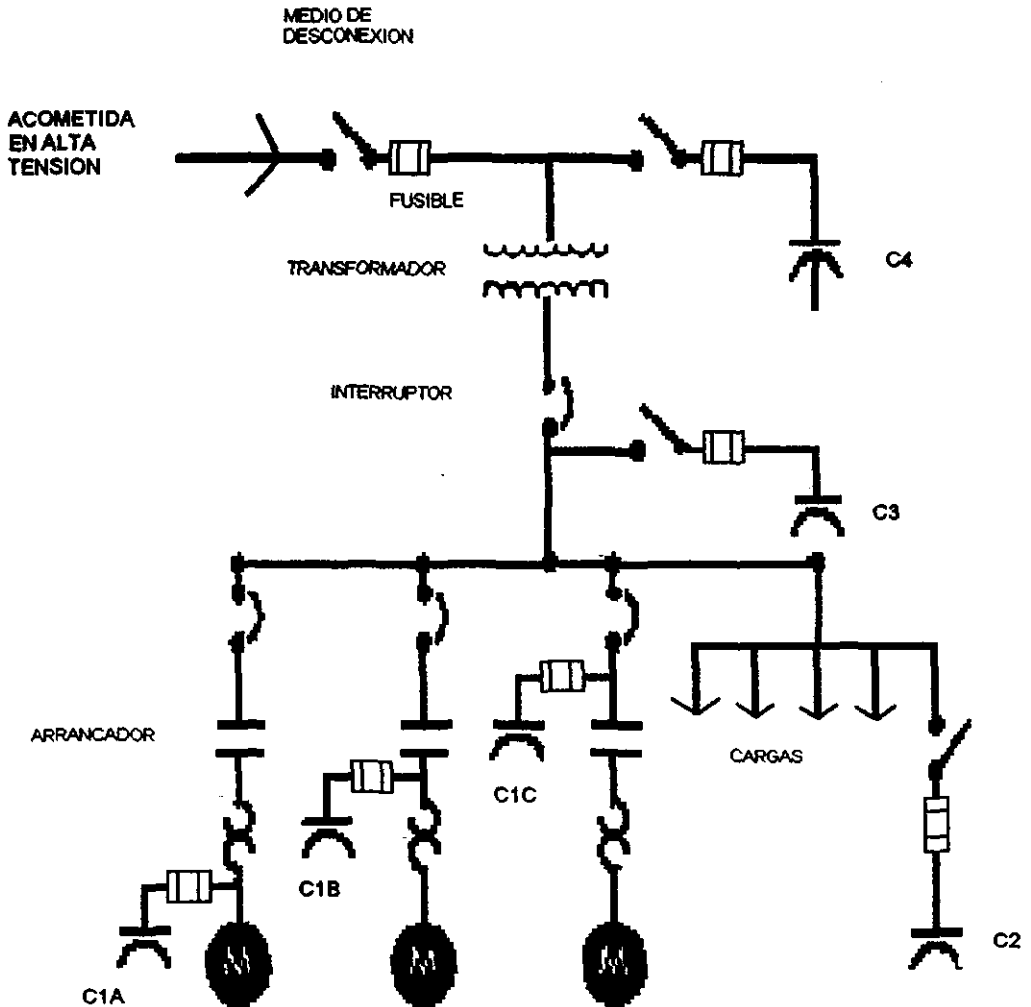 MEDIO DE
DESCONEXION
ACOMETIDA
EN ALTA
TENSION
FUSIBLE
TRANSFORMADOR
C4
INTERRUPTOR
C3
ARRANCADOR
CARGAS
C1C
C1B
C2
C1A
M
M
M